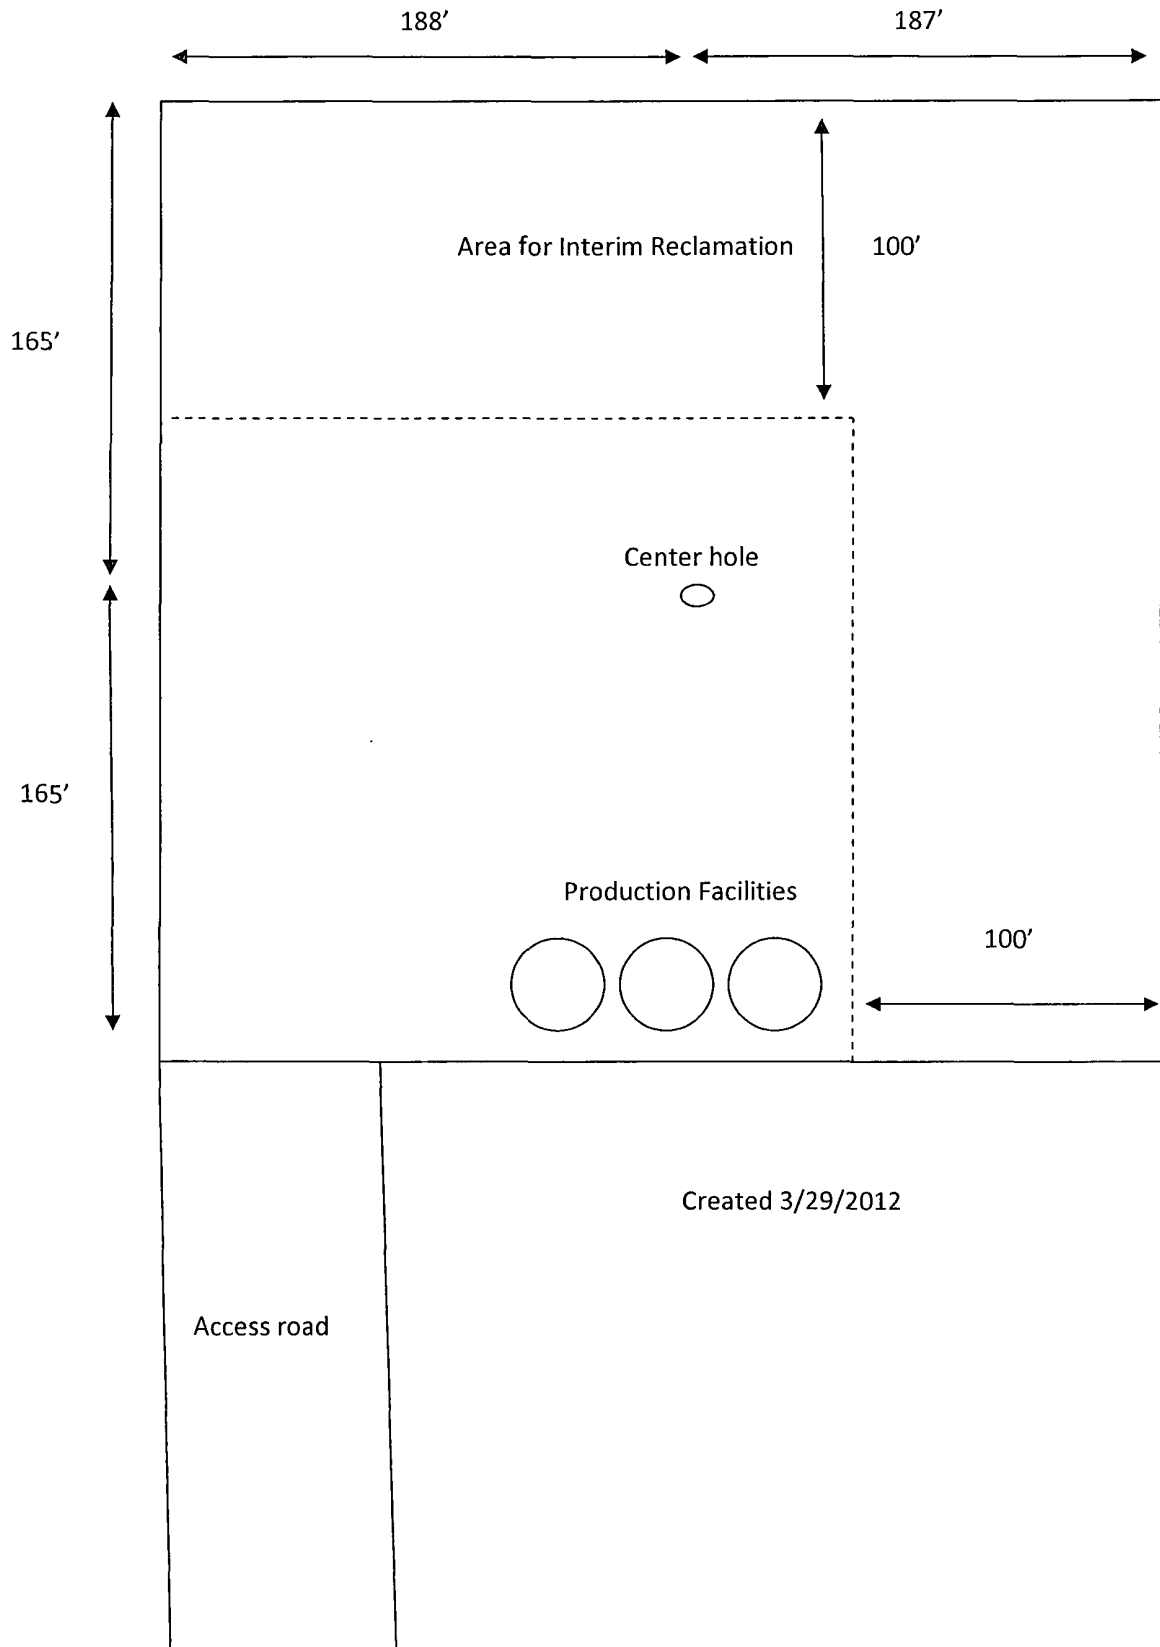 188’
187’
Area for Interim Reclamation
100’
165’
Center hole
165’
Production Facilities
100’
Created 3/29/2012
Access road